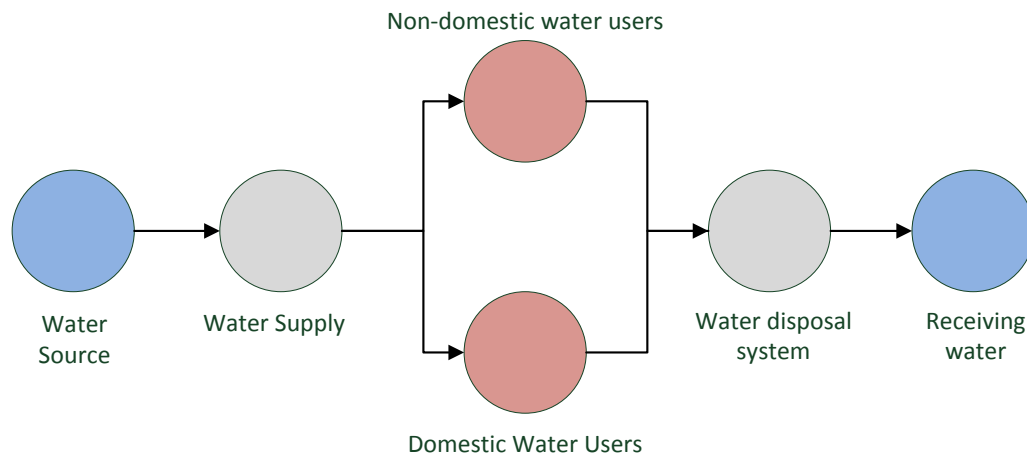 Non-domestic water users
Water
Source
Water Supply
Water disposal
system
Receiving
water
Domestic Water Users